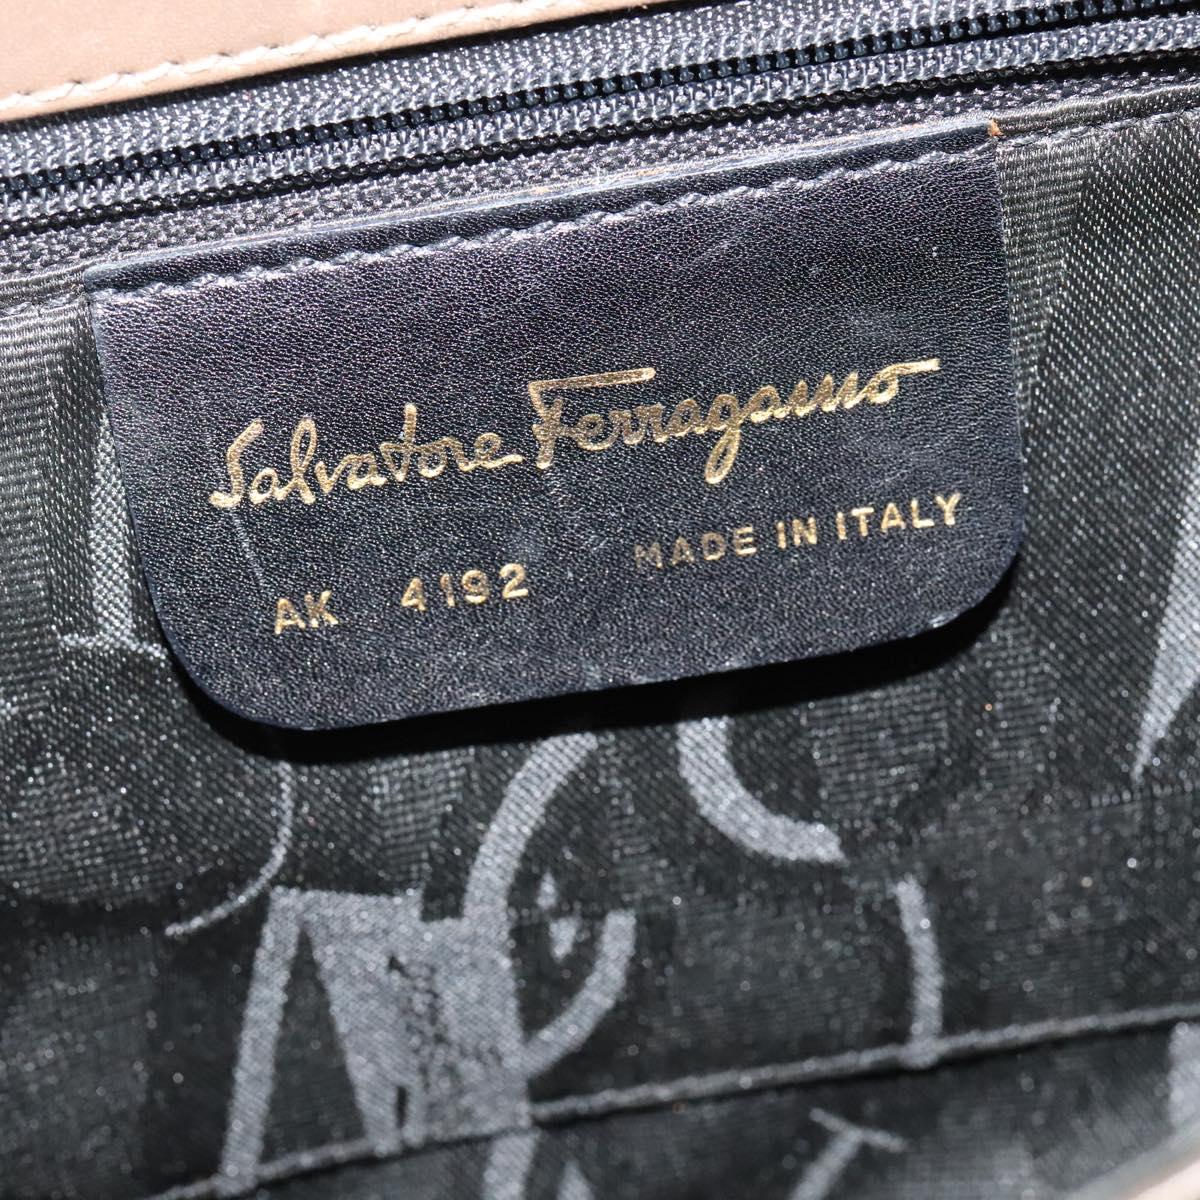 Salvatore Ferragamo
AK 4192 MADE IN ITALY